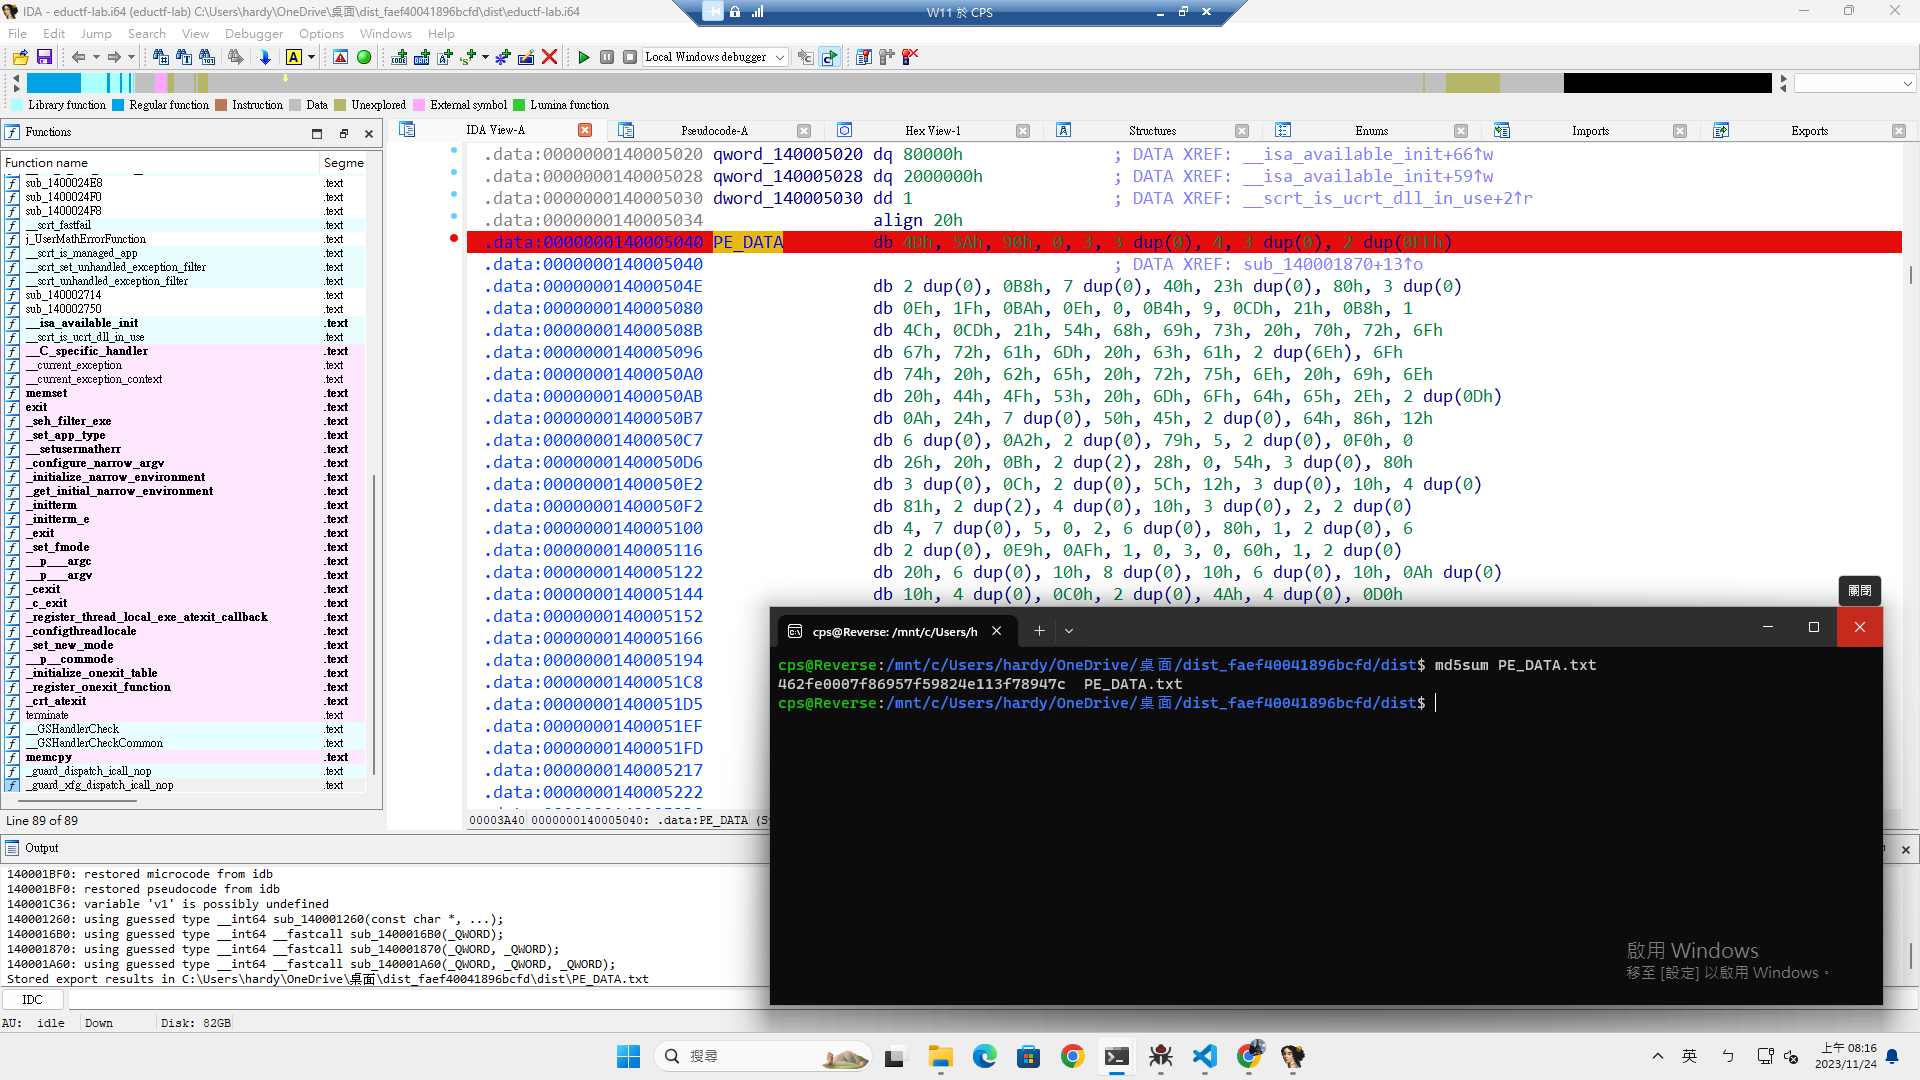 IDA - eductf-lab.i64 (eductf-lab) C:\Users\hardy\OneDrive\桌面\dist_faef40041896bcfd\dist\eductf-lab.i64
W11 於 CPS
File Edit Jump Search View Debugger Options Windows Help
Local Windows debugger
Library function Regular function Instruction Data Unexplored External symbol Lumina function
Functions
IDA View-A Pseudocode-A Hex View-1 Structures Enums Imports Exports
Function name Segme
sub_1400024E8 .text
sub_1400024F0 .text
sub_1400024F8 .text
__scrt_fastfail .text
j_UserMathErrorFunction .text
__scrt_is_managed_app .text
__scrt_set_unhandled_exception_filter .text
__scrt_unhandled_exception_filter .text
sub_140002714 .text
sub_140002750 .text
__isa_available_init .text
__scrt_is_ucrt_dll_in_use .text
__C_specific_handler .text
__current_exception .text
__current_exception_context .text
memset .text
exit .text
_seh_filter_exe .text
_set_app_type .text
__setusermatherr .text
_configure_narrow_argv .text
_initialize_narrow_environment .text
_get_initial_narrow_environment .text
_initterm .text
_initterm_e .text
_exit .text
_set_fmode .text
__p___argc .text
__p___argv .text
_cexit .text
_c_exit .text
_register_thread_local_exe_atexit_callback .text
_configthreadlocale .text
_set_new_mode .text
__p__commode .text
_initialize_onexit_table .text
_register_onexit_function .text
_crt_atexit .text
terminate .text
__GSHandlerCheck .text
__GSHandlerCheckCommon .text
memcpy .text
_guard_dispatch_icall_nop .text
_guard_xfg_dispatch_icall_nop .text
Line 89 of 89
.data:0000000140005020 qword_140005020 dq 80000h ; DATA XREF: __isa_available_init+66↑w
.data:0000000140005028 qword_140005028 dq 2000000h ; DATA XREF: __isa_available_init+59↑w
.data:0000000140005030 dword_140005030 dd 1 ; DATA XREF: __scrt_is_ucrt_dll_in_use+2↑r
.data:0000000140005034 align 20h
.data:0000000140005040 PE_DATA db 4Dh, 5Ah, 90h, 0, 3, 3 dup(0), 4, 3 dup(0), 2 dup(0FFh)
.data:0000000140005040 ; DATA XREF: sub_140001870+13↑o
.data:000000014000504E db 2 dup(0), 0B8h, 7 dup(0), 40h, 23h dup(0), 80h, 3 dup(0)
.data:0000000140005080 db 0Eh, 1Fh, 0BAh, 0Eh, 0, 0B4h, 9, 0CDh, 21h, 0B8h, 1
.data:000000014000508B db 4Ch, 0CDh, 21h, 54h, 68h, 69h, 73h, 20h, 70h, 72h, 6Fh
.data:0000000140005096 db 67h, 72h, 61h, 6Dh, 20h, 63h, 61h, 2 dup(6Eh), 6Fh
.data:00000001400050A0 db 74h, 20h, 62h, 65h, 20h, 72h, 75h, 6Eh, 20h, 69h, 6Eh
.data:00000001400050AB db 20h, 44h, 4Fh, 53h, 20h, 6Dh, 6Fh, 64h, 65h, 2Eh, 2 dup(0Dh)
.data:00000001400050B7 db 0Ah, 24h, 7 dup(0), 50h, 45h, 2 dup(0), 64h, 86h, 12h
.data:00000001400050C7 db 6 dup(0), 0A2h, 2 dup(0), 79h, 5, 2 dup(0), 0F0h, 0
.data:00000001400050D6 db 26h, 20h, 0Bh, 2 dup(2), 28h, 0, 54h, 3 dup(0), 80h
.data:00000001400050E2 db 3 dup(0), 0Ch, 2 dup(0), 5Ch, 12h, 3 dup(0), 10h, 4 dup(0)
.data:00000001400050F2 db 81h, 2 dup(2), 4 dup(0), 10h, 3 dup(0), 2, 2 dup(0)
.data:0000000140005100 db 4, 7 dup(0), 5, 0, 2, 6 dup(0), 80h, 1, 2 dup(0), 6
.data:0000000140005116 db 2 dup(0), 0E9h, 0AFh, 1, 0, 3, 0, 60h, 1, 2 dup(0)
.data:0000000140005122 db 20h, 6 dup(0), 10h, 8 dup(0), 10h, 6 dup(0), 10h, 0Ah dup(0)
.data:0000000140005144 db 10h, 4 dup(0), 0C0h, 2 dup(0), 4Ah, 4 dup(0), 0D0h
.data:0000000140005152
.data:0000000140005166
.data:0000000140005194
.data:00000001400051C8
.data:00000001400051D5
.data:00000001400051EF
.data:00000001400051FD
.data:0000000140005217
.data:0000000140005222
00003A40 0000000140005040: .data:PE_DATA (S
關閉
cps@Reverse: /mnt/c/Users/h
cps@Reverse:/mnt/c/Users/hardy/OneDrive/桌面/dist_faef40041896bcfd/dist$ md5sum PE_DATA.txt
462fe0007f86957f59824e113f78947c PE_DATA.txt
cps@Reverse:/mnt/c/Users/hardy/OneDrive/桌面/dist_faef40041896bcfd/dist$
啟用 Windows
移至 [設定] 以啟用 Windows。
Output
140001BF0: restored microcode from idb
140001BF0: restored pseudocode from idb
140001C36: variable 'v1' is possibly undefined
140001260: using guessed type __int64 sub_140001260(const char *, ...);
1400016B0: using guessed type __int64 __fastcall sub_1400016B0(_QWORD);
140001870: using guessed type __int64 __fastcall sub_140001870(_QWORD, _QWORD);
140001A60: using guessed type __int64 __fastcall sub_140001A60(_QWORD, _QWORD, _QWORD);
Stored export results in C:\Users\hardy\OneDrive\桌面\dist_faef40041896bcfd\dist\PE_DATA.txt
IDC
AU: idle Down Disk: 82GB
搜尋
英 ㄅ
上午 08:16
2023/11/24